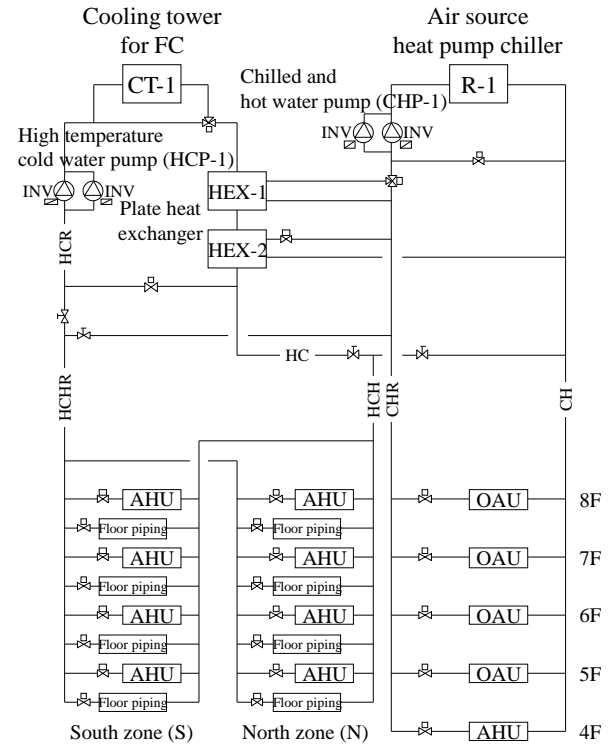 Cooling tower
for FC
Air source
heat pump chiller
CT-1
Chilled and
hot water pump (CHP-1)
R-1
INV
INV
High temperature
cold water pump (HCP-1)
INV
INV
HEX-1
Plate heat
exchanger
HEX-2
HCR
HC
HCHR
HCH
CHR
CH
AHU
AHU
OAU
8F
Floor piping
Floor piping
AHU
AHU
OAU
7F
Floor piping
Floor piping
AHU
AHU
OAU
6F
Floor piping
Floor piping
AHU
AHU
OAU
5F
Floor piping
Floor piping
South zone (S)
North zone (N)
AHU
4F